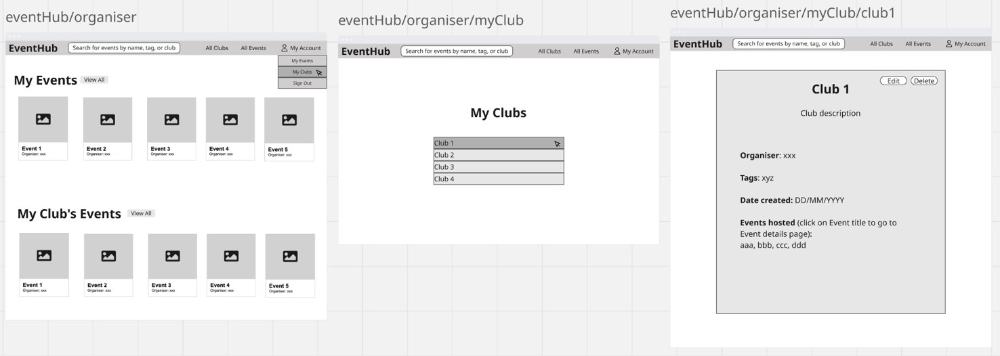 eventHub/organiser
EventHub
Search for events by name, tag, or club
All Clubs
All Events
My Account
My Events
My Clubs
Sign Out
My Events
View All
Event 1
Organiser: xxx
Event 2
Organiser: xxx
Event 3
Organiser: xxx
Event 4
Organiser: xxx
Event 5
Organiser: xxx
My Club's Events
View All
Event 1
Organiser: xxx
Event 2
Organiser: xxx
Event 3
Organiser: xxx
Event 4
Organiser: xxx
Event 5
Organiser: xxx
eventHub/organiser/myClub
EventHub
Search for events by name, tag, or club
All Clubs
All Events
My Account
My Clubs
Club 1
Club 2
Club 3
Club 4
eventHub/organiser/myClub/club1
EventHub
Search for events by name, tag, or club
All Clubs
All Events
My Account
Edit
Delete
Club 1
Club description
Organiser: xxx
Tags: xyz
Date created: DD/MM/YYYY
Events hosted (click on Event title to go to
Event details page):
aaa, bbb, ccc, ddd